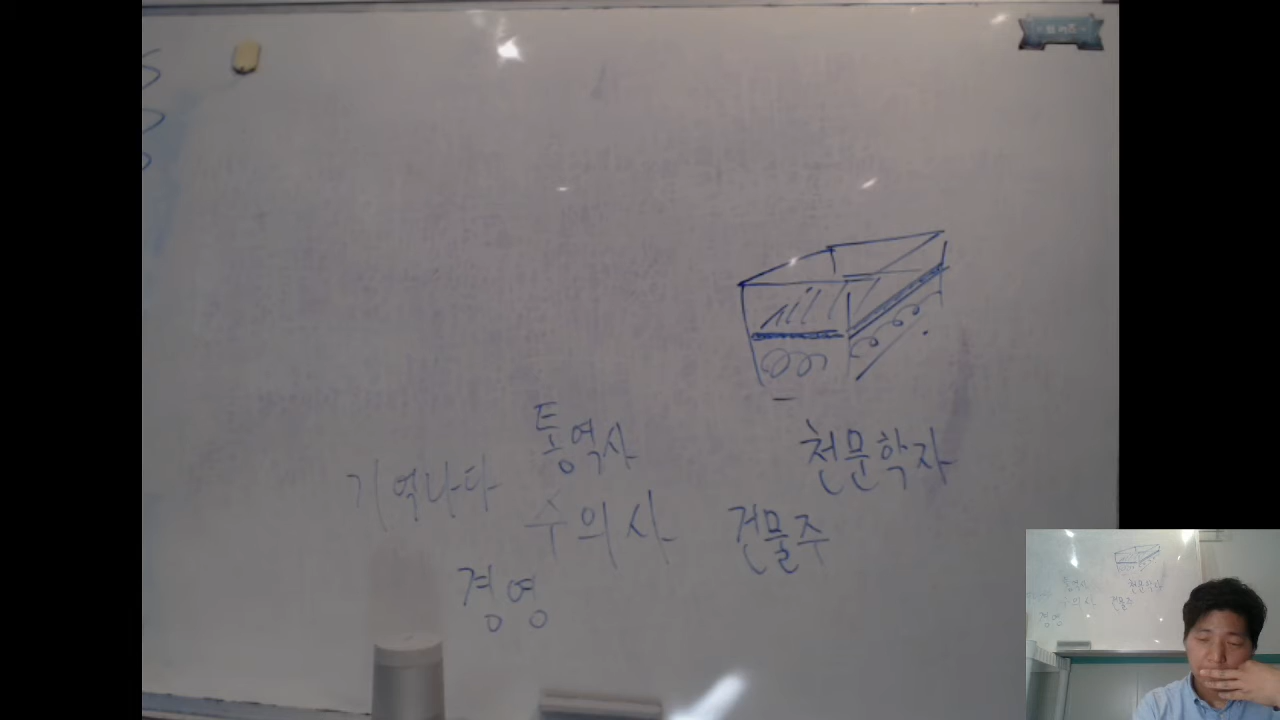 통역사
천문학자
기억나다
수의사
건물주
경영